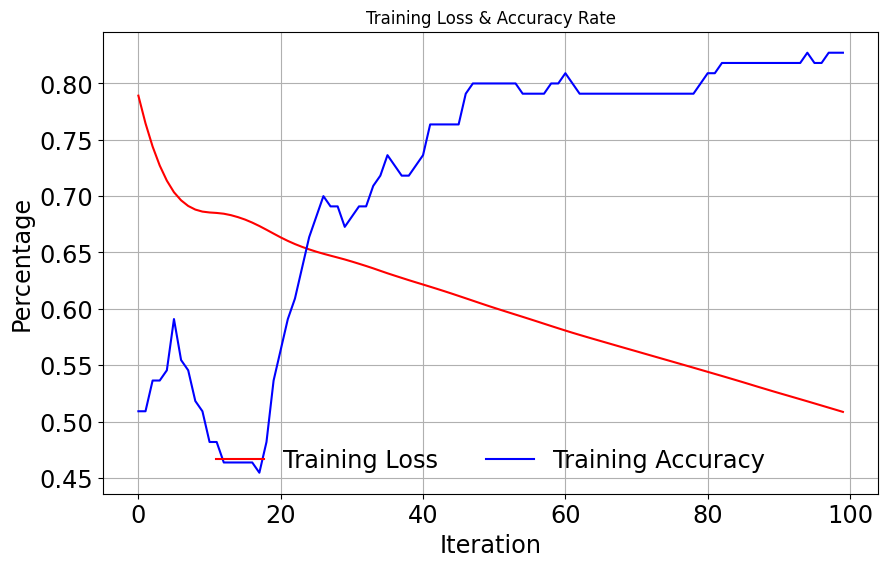 Training Loss & Accuracy Rate
0.80
0.75
0.70
0.65
0.60
0.55
0.50
0.45
Percentage
Training Loss
Training Accuracy
0 20 40 60 80 100
Iteration